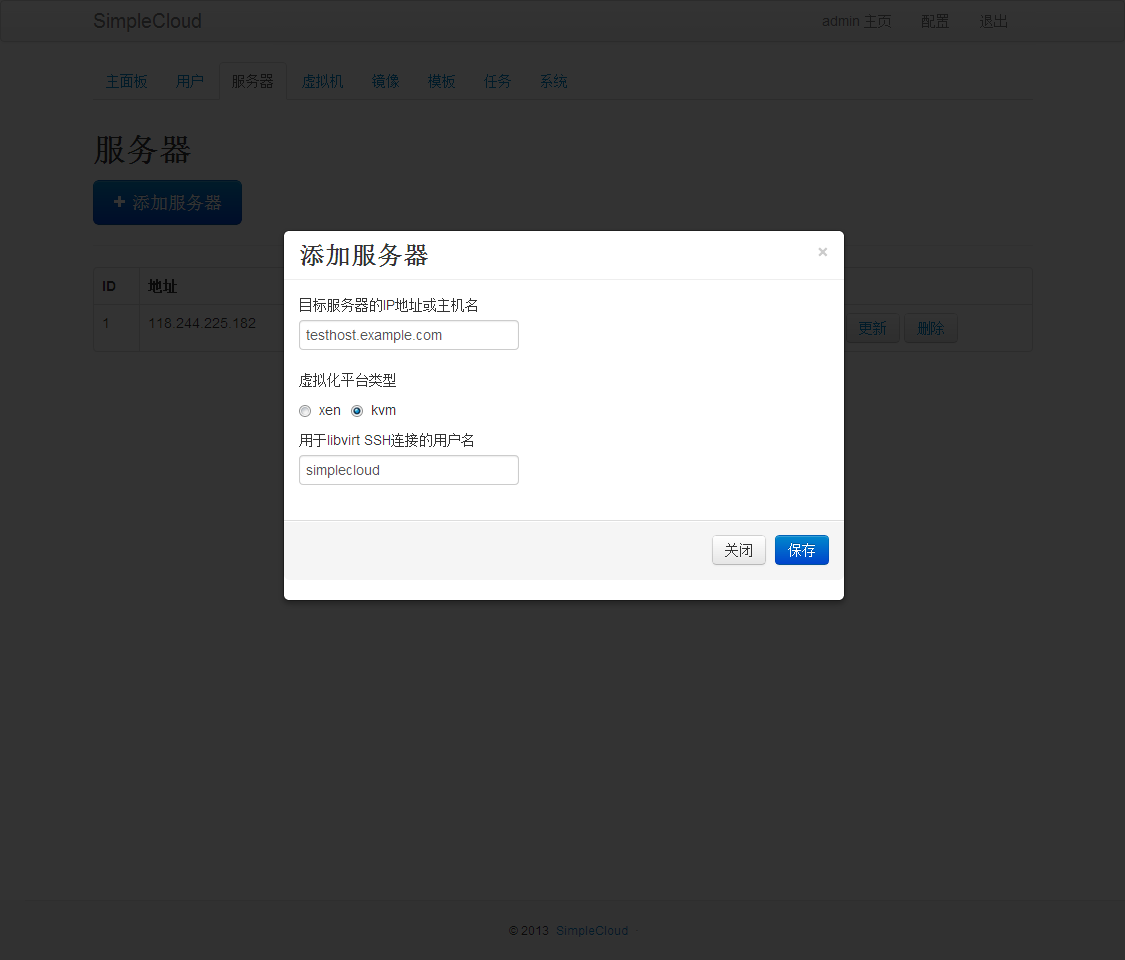 SimpleCloud admin 主页 配置 退出
主面板 用户 服务器 虚拟机 镜像 模板 任务 系统
服务器
+ 添加服务器
添加服务器 ×
ID 地址
目标服务器的IP地址或主机名
1 118.244.225.182 更新 删除
testhost.example.com
虚拟化平台类型
xen kvm
用于libvirt SSH连接的用户名
simplecloud
关闭 保存
© 2013 SimpleCloud